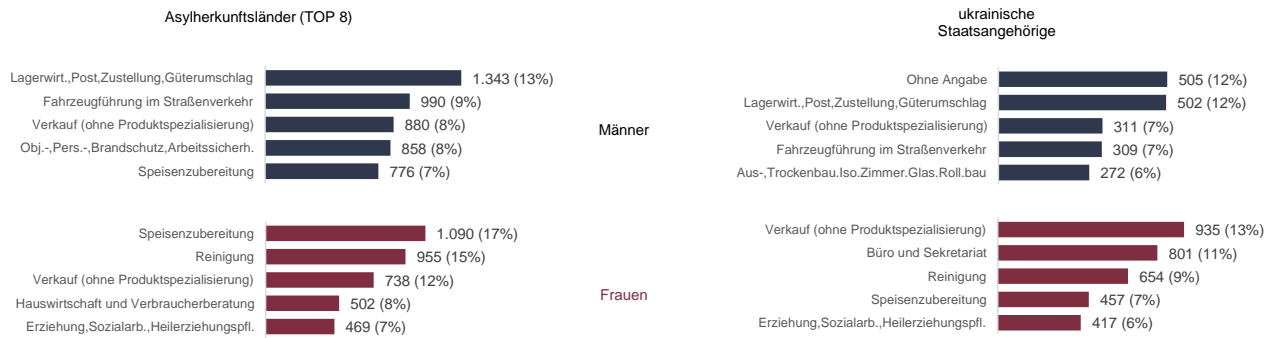 Asylherkunftsländer (TOP 8)
Lagerwirt.,Post,Zustellung,Güterumschlag 1.343 (13%)
Fahrzeugführung im Straßenverkehr 990 (9%)
Verkauf (ohne Produktspezialisierung) 880 (8%)
Obj.-,Pers.-,Brandschutz,Arbeitssicherh. 858 (8%)
Speisenzubereitung 776 (7%)
Speisenzubereitung 1.090 (17%)
Reinigung 955 (15%)
Verkauf (ohne Produktspezialisierung) 738 (12%)
Hauswirtschaft und Verbraucherberatung 502 (8%)
Erziehung,Sozialarb.,Heilerziehungspfl. 469 (7%)
Männer
Frauen
ukrainische
Staatsangehörige
Ohne Angabe 505 (12%)
Lagerwirt.,Post,Zustellung,Güterumschlag 502 (12%)
Verkauf (ohne Produktspezialisierung) 311 (7%)
Fahrzeugführung im Straßenverkehr 309 (7%)
Aus-,Trockenbau.Iso.Zimmer.Glas.Roll.bau 272 (6%)
Verkauf (ohne Produktspezialisierung) 935 (13%)
Büro und Sekretariat 801 (11%)
Reinigung 654 (9%)
Speisenzubereitung 457 (7%)
Erziehung,Sozialarb.,Heilerziehungspfl. 417 (6%)